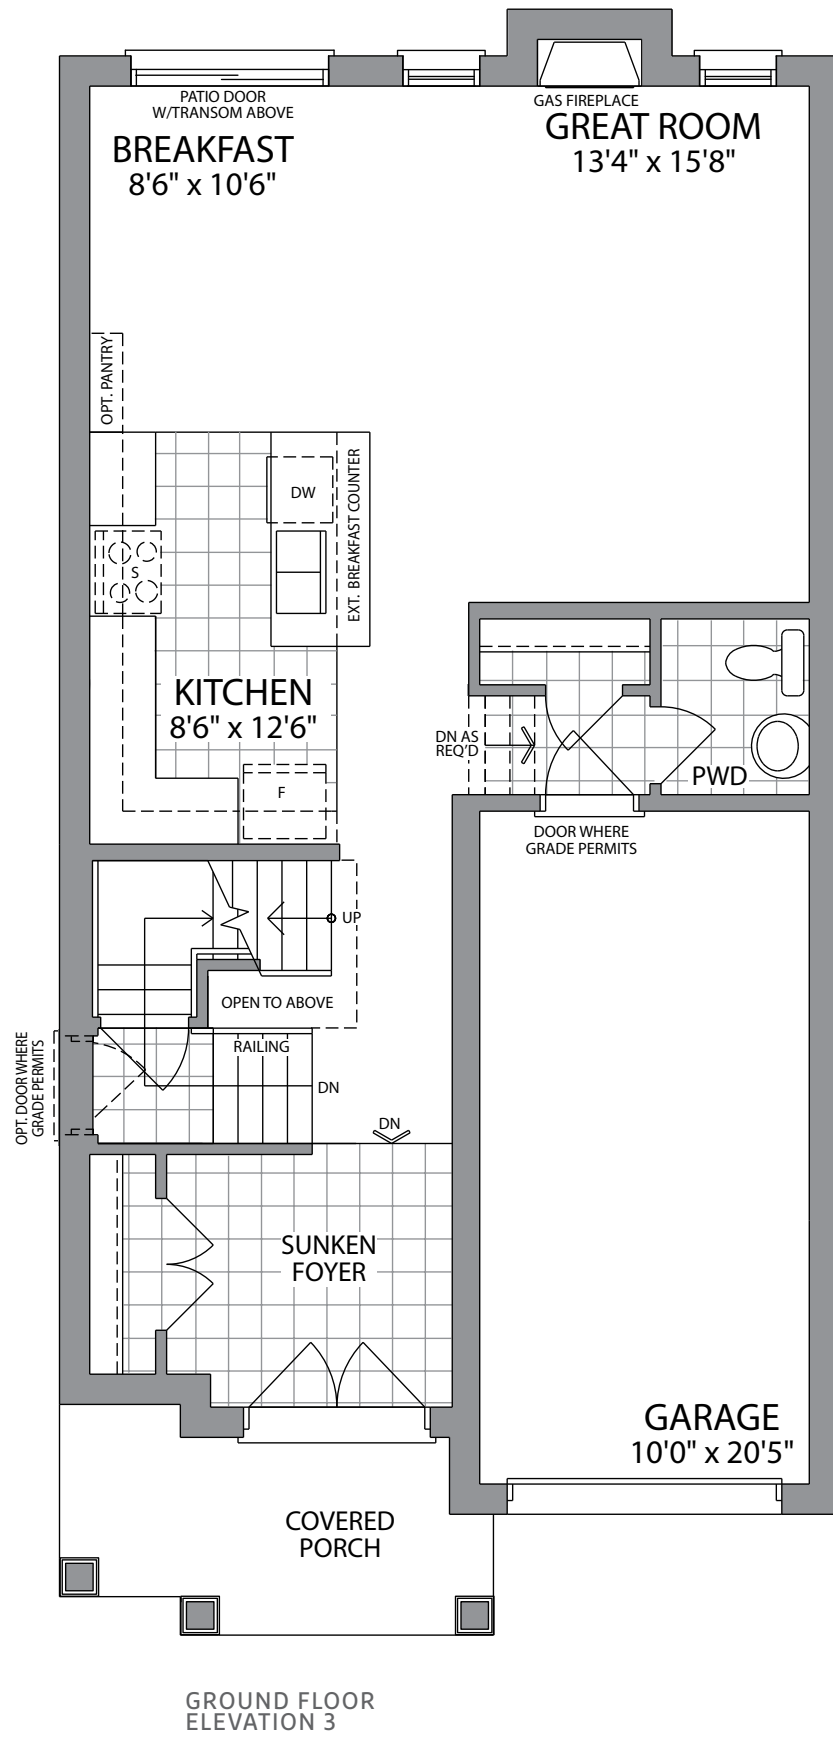 PATIO DOOR
W/TRANSOM ABOVE
BREAKFAST
8'6" x 10'6"
GAS FIREPLACE
GREAT ROOM
13'4" x 15'8"
OPT. PANTRY
DW
EXT. BREAKFAST COUNTER
S
KITCHEN
8'6" x 12'6"
F
DN AS
REQ'D
PWD
DOOR WHERE
GRADE PERMITS
UP
OPEN TO ABOVE
RAILING
DN
OPT. DOOR WHERE
GRADE PERMITS
DN
SUNKEN
FOYER
GARAGE
10'0" x 20'5"
COVERED
PORCH
GROUND FLOOR
ELEVATION 3